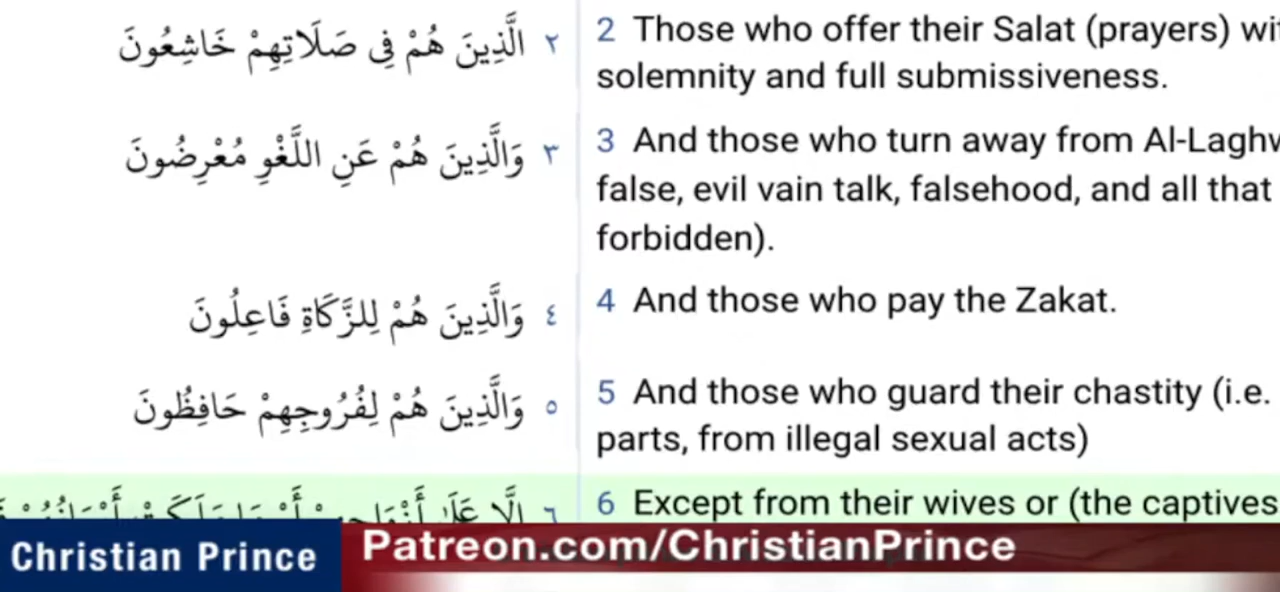 ٢ الَّذِينَ هُمْ فِي صَلَاتِهِمْ خَاشِعُونَ
2 Those who offer their Salat (prayers)
solemnity and full submissiveness.
٣ وَالَّذِينَ هُمْ عَنِ اللَّغْوِ مُعْرِضُونَ
3 And those who turn away from
false, evil vain talk, falsehood, and all that
forbidden).
٤ وَالَّذِينَ هُمْ لِلزَّكَاةِ فَاعِلُونَ
4 And those who pay the Zakat.
٥ وَالَّذِينَ هُمْ لِفُرُوجِهِمْ حَافِظُونَ
5 And those who guard their chastity (i.e.
parts, from illegal sexual acts)
٦ إِلَّا
6 Except from their wives or (the captives
Christian Prince
Patreon.com/ChristianPrince